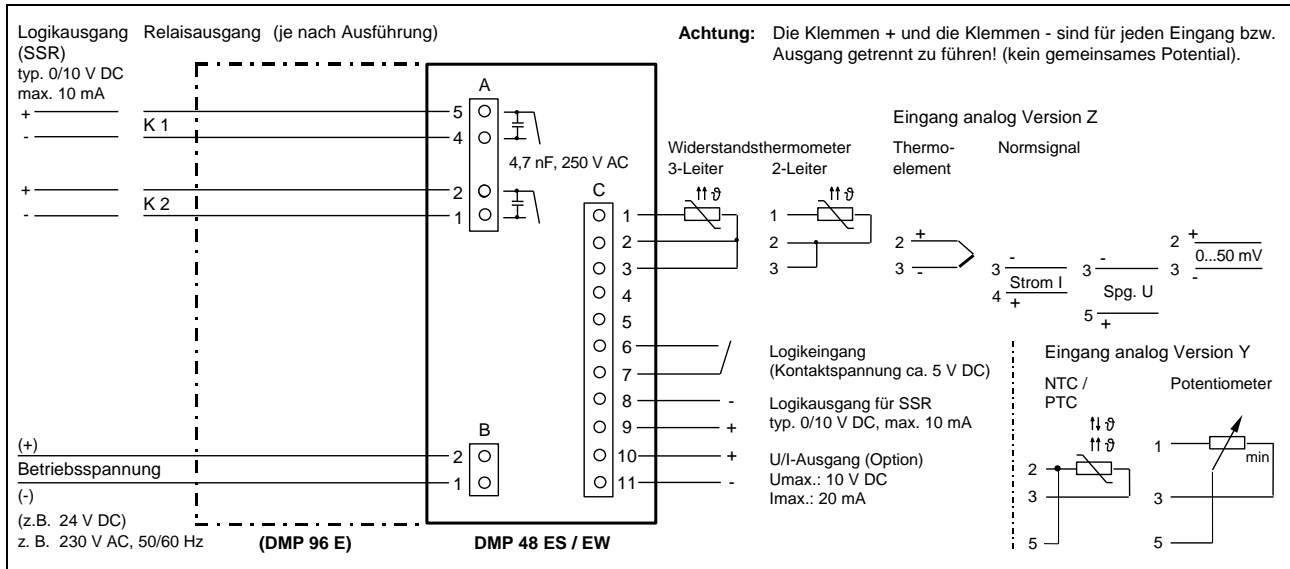 Logikausgang Relaisausgang (je nach Ausführung)
(SSR)
typ. 0/10 V DC
max. 10 mA
Achtung: Die Klemmen + und die Klemmen - sind für jeden Eingang bzw.
Ausgang getrennt zu führen! (kein gemeinsames Potential).
A
+
K 1
-
5
4
4,7 nF, 250 V AC
+
K 2
-
2
1
C
1
2
3
4
5
6
7
8
9
10
11
Eingang analog Version Z
Widerstandsthermometer
3-Leiter
2-Leiter
Thermo-
element
Normsignal
↑↑ ϑ
↑↑ ϑ
1
2
3
2 +
3 -
3 -
Strom I
4 +
3 -
Spg. U
5 +
2 +
0...50 mV
3 -
Logikeingang
(Kontaktspannung ca. 5 V DC)
- Logikausgang für SSR
+ typ. 0/10 V DC, max. 10 mA
+ U/I-Ausgang (Option)
Umax.: 10 V DC
- Imax.: 20 mA
Eingang analog Version Y
NTC /
PTC
Potentiometer
↑↓ ϑ
↑↑ ϑ
2
3
5
1
min
3
5
B
2
1
(+)
Betriebsspannung
(-)
(z.B. 24 V DC)
z. B. 230 V AC, 50/60 Hz
(DMP 96 E)
DMP 48 ES / EW